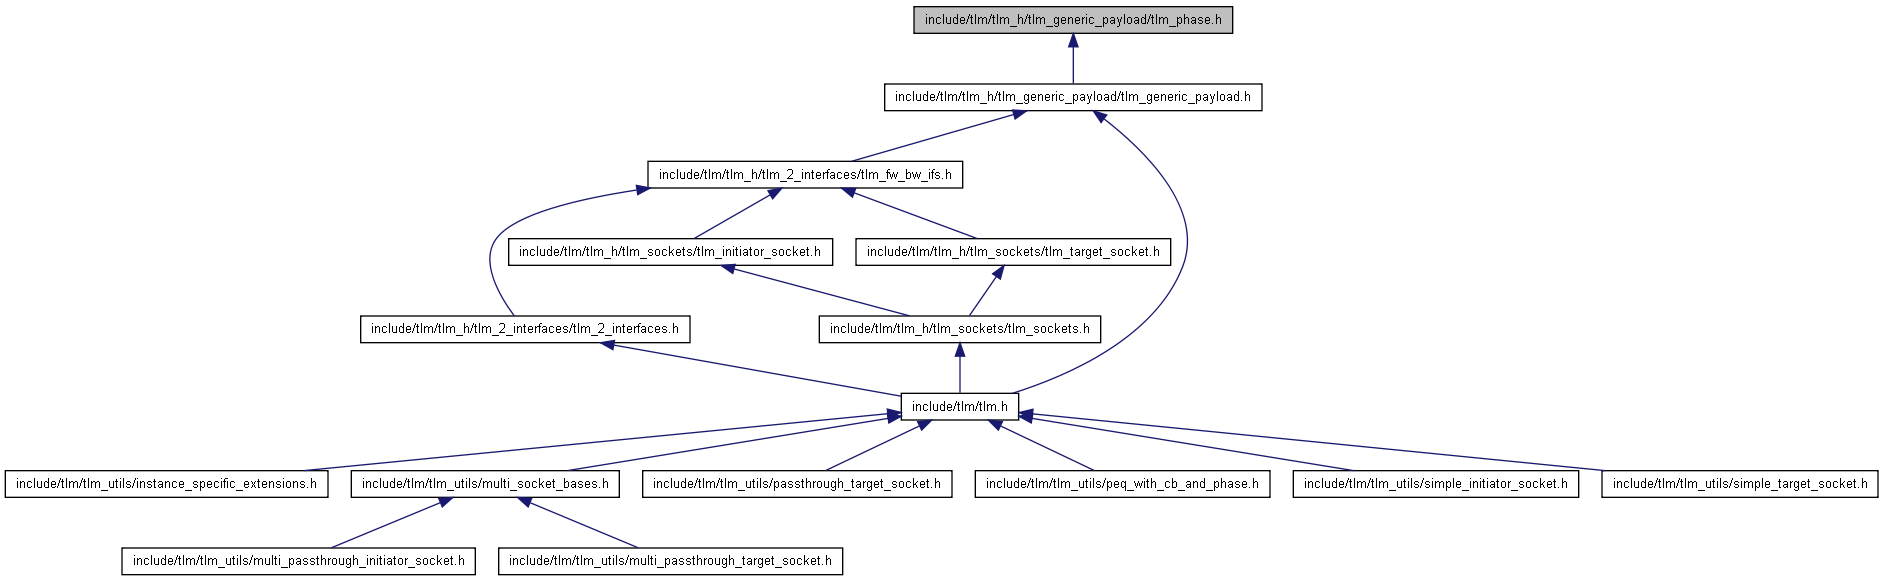 include/tlm/tlm_h/tlm_generic_payload/tlm_phase.h
include/tlm/tlm_h/tlm_generic_payload/tlm_generic_payload.h
include/tlm/tlm_h/tlm_2_interfaces/tlm_fw_bw_ifs.h
include/tlm/tlm_h/tlm_sockets/tlm_initiator_socket.h
include/tlm/tlm_h/tlm_sockets/tlm_target_socket.h
include/tlm/tlm_h/tlm_2_interfaces/tlm_2_interfaces.h
include/tlm/tlm_h/tlm_sockets/tlm_sockets.h
include/tlm/tlm.h
include/tlm/tlm_utils/instance_specific_extensions.h
include/tlm/tlm_utils/multi_socket_bases.h
include/tlm/tlm_utils/passthrough_target_socket.h
include/tlm/tlm_utils/peq_with_cb_and_phase.h
include/tlm/tlm_utils/simple_initiator_socket.h
include/tlm/tlm_utils/simple_target_socket.h
include/tlm/tlm_utils/multi_passthrough_initiator_socket.h
include/tlm/tlm_utils/multi_passthrough_target_socket.h